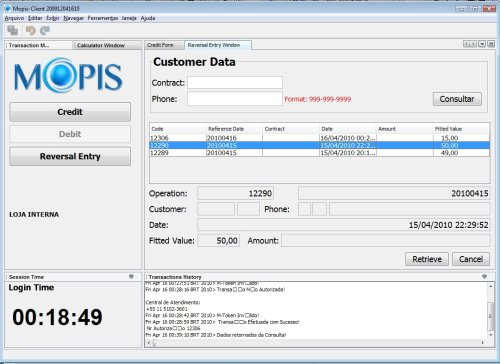 Mopis-Client 200912041610
Arquivo Editar Exibir Navegar Ferramentas Janela Ajuda
Transaction M... Calculator Window
MOPIS
Credit
Debit
Reversal Entry
LOJA INTERNA
Session Time
Login Time
00:18:49
Credit Form Reversal Entry Window
Customer Data
Contract:
Phone: Format: 999-999-9999 Consultar
Code Reference Date Contract Date Amount Fitted Value
12306 20100416 16/04/2010 00:2... 15,00
12290 20100415 15/04/2010 22:2... 50,00
12289 20100415 15/04/2010 20:1... 49,00
Operation: 12290 20100415
Customer: Phone:
Date: 15/04/2010 22:29:52
Fitted Value: 50,00 Amount:
Retrieve Cancel
Transactions History
Fri Apr 16 00:27:51 BRT 2010> M-Token Inv□lido!
Fri Apr 16 00:28:16 BRT 2010> Transa□□o N□o Autorizada!
Central de Atendimento:
+55 11 5102-3601
Fri Apr 16 00:28:42 BRT 2010> M-Token Inv□lido!
Fri Apr 16 00:28:59 BRT 2010> Transa□□o Efetuada com Sucesso!
Nr Autoriza□□o 12306
Fri Apr 16 00:39:10 BRT 2010> Dados retornados da Consulta!